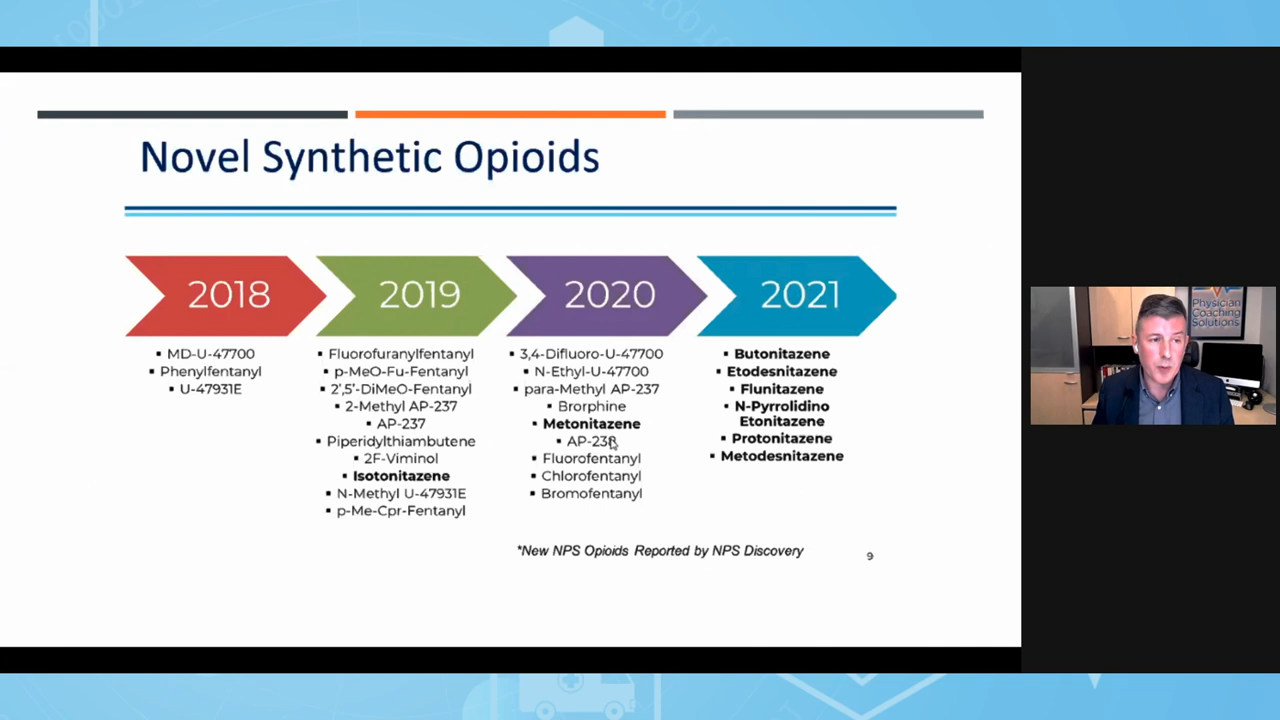 Novel Synthetic Opioids
2018
▪ MD-U-47700
▪ Phenylfentanyl
▪ U-47931E
2019
▪ Fluorofuranylfentanyl
▪ p-MeO-Fu-Fentanyl
▪ 2',5'-DiMeO-Fentanyl
▪ 2-Methyl AP-237
▪ AP-237
▪ Piperidylthiambutene
▪ 2F-Viminol
▪ Isotonitazene
▪ N-Methyl U-47931E
▪ p-Me-Cpr-Fentanyl
2020
▪ 3,4-Difluoro-U-47700
▪ N-Ethyl-U-47700
▪ para-Methyl AP-237
▪ Brorphine
▪ Metonitazene
▪ AP-238
▪ Fluorofentanyl
▪ Chlorofentanyl
▪ Bromofentanyl
2021
▪ Butonitazene
▪ Etodesnitazene
▪ Flunitazene
▪ N-Pyrrolidino
Etonitazene
▪ Protonitazene
▪ Metodesnitazene
*New NPS Opioids Reported by NPS Discovery
9
Physician
Coaching
Solutions